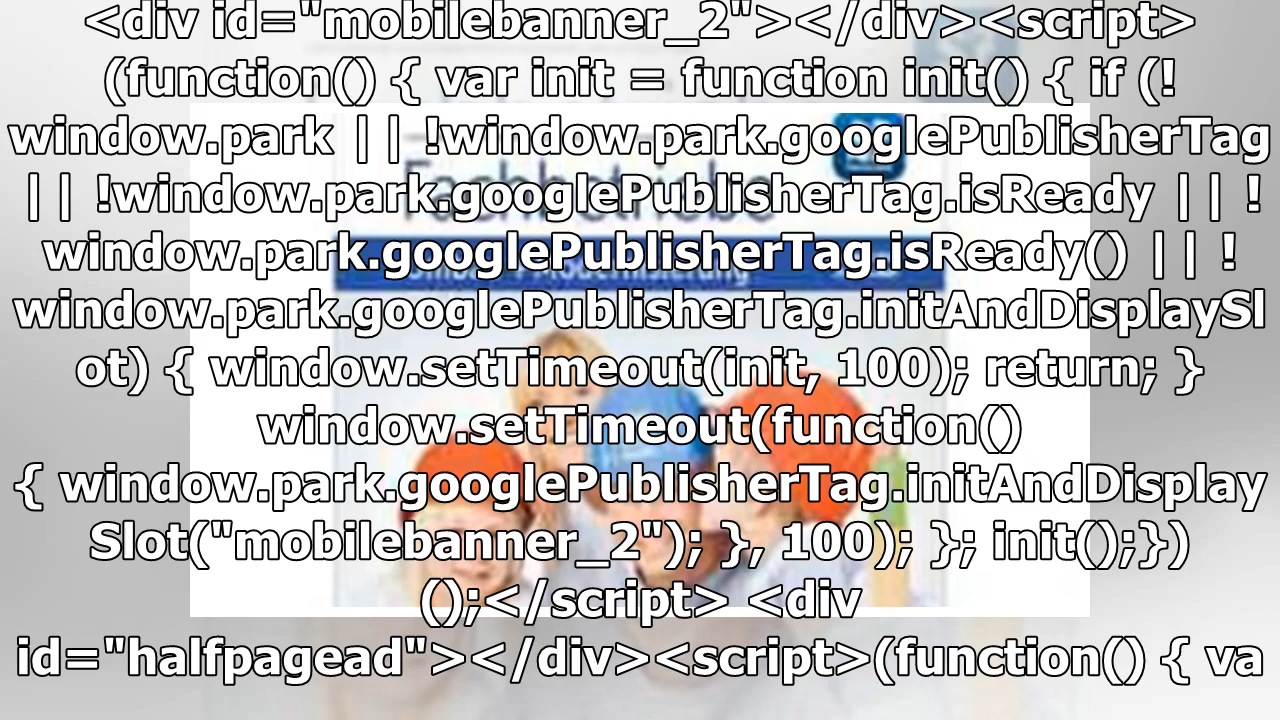 <div id="mobilebanner_2"></div><script>
(function() { var init = function init() { if (!
window.park || !window.park.googlePublisherTag
|| !window.park.googlePublisherTag.isReady || !
window.park.googlePublisherTag.isReady() || !
window.park.googlePublisherTag.initAndDisplaySl
ot) { window.setTimeout(init, 100); return; }
window.setTimeout(function()
{ window.park.googlePublisherTag.initAndDisplay
Slot("mobilebanner_2"); }, 100); }; init();})
();</script> <div
id="halfpagead"></div><script>(function() { va
Fachbetriebe